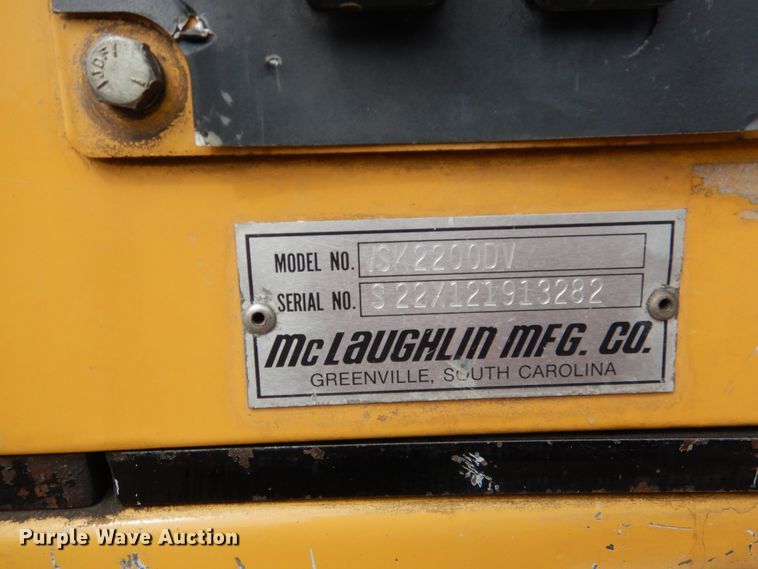 MODEL NO. VSK2200DV
SERIAL NO. S22X121913282
McLaughlin MFG. CO.
GREENVILLE, SOUTH CAROLINA
Purple Wave Auction